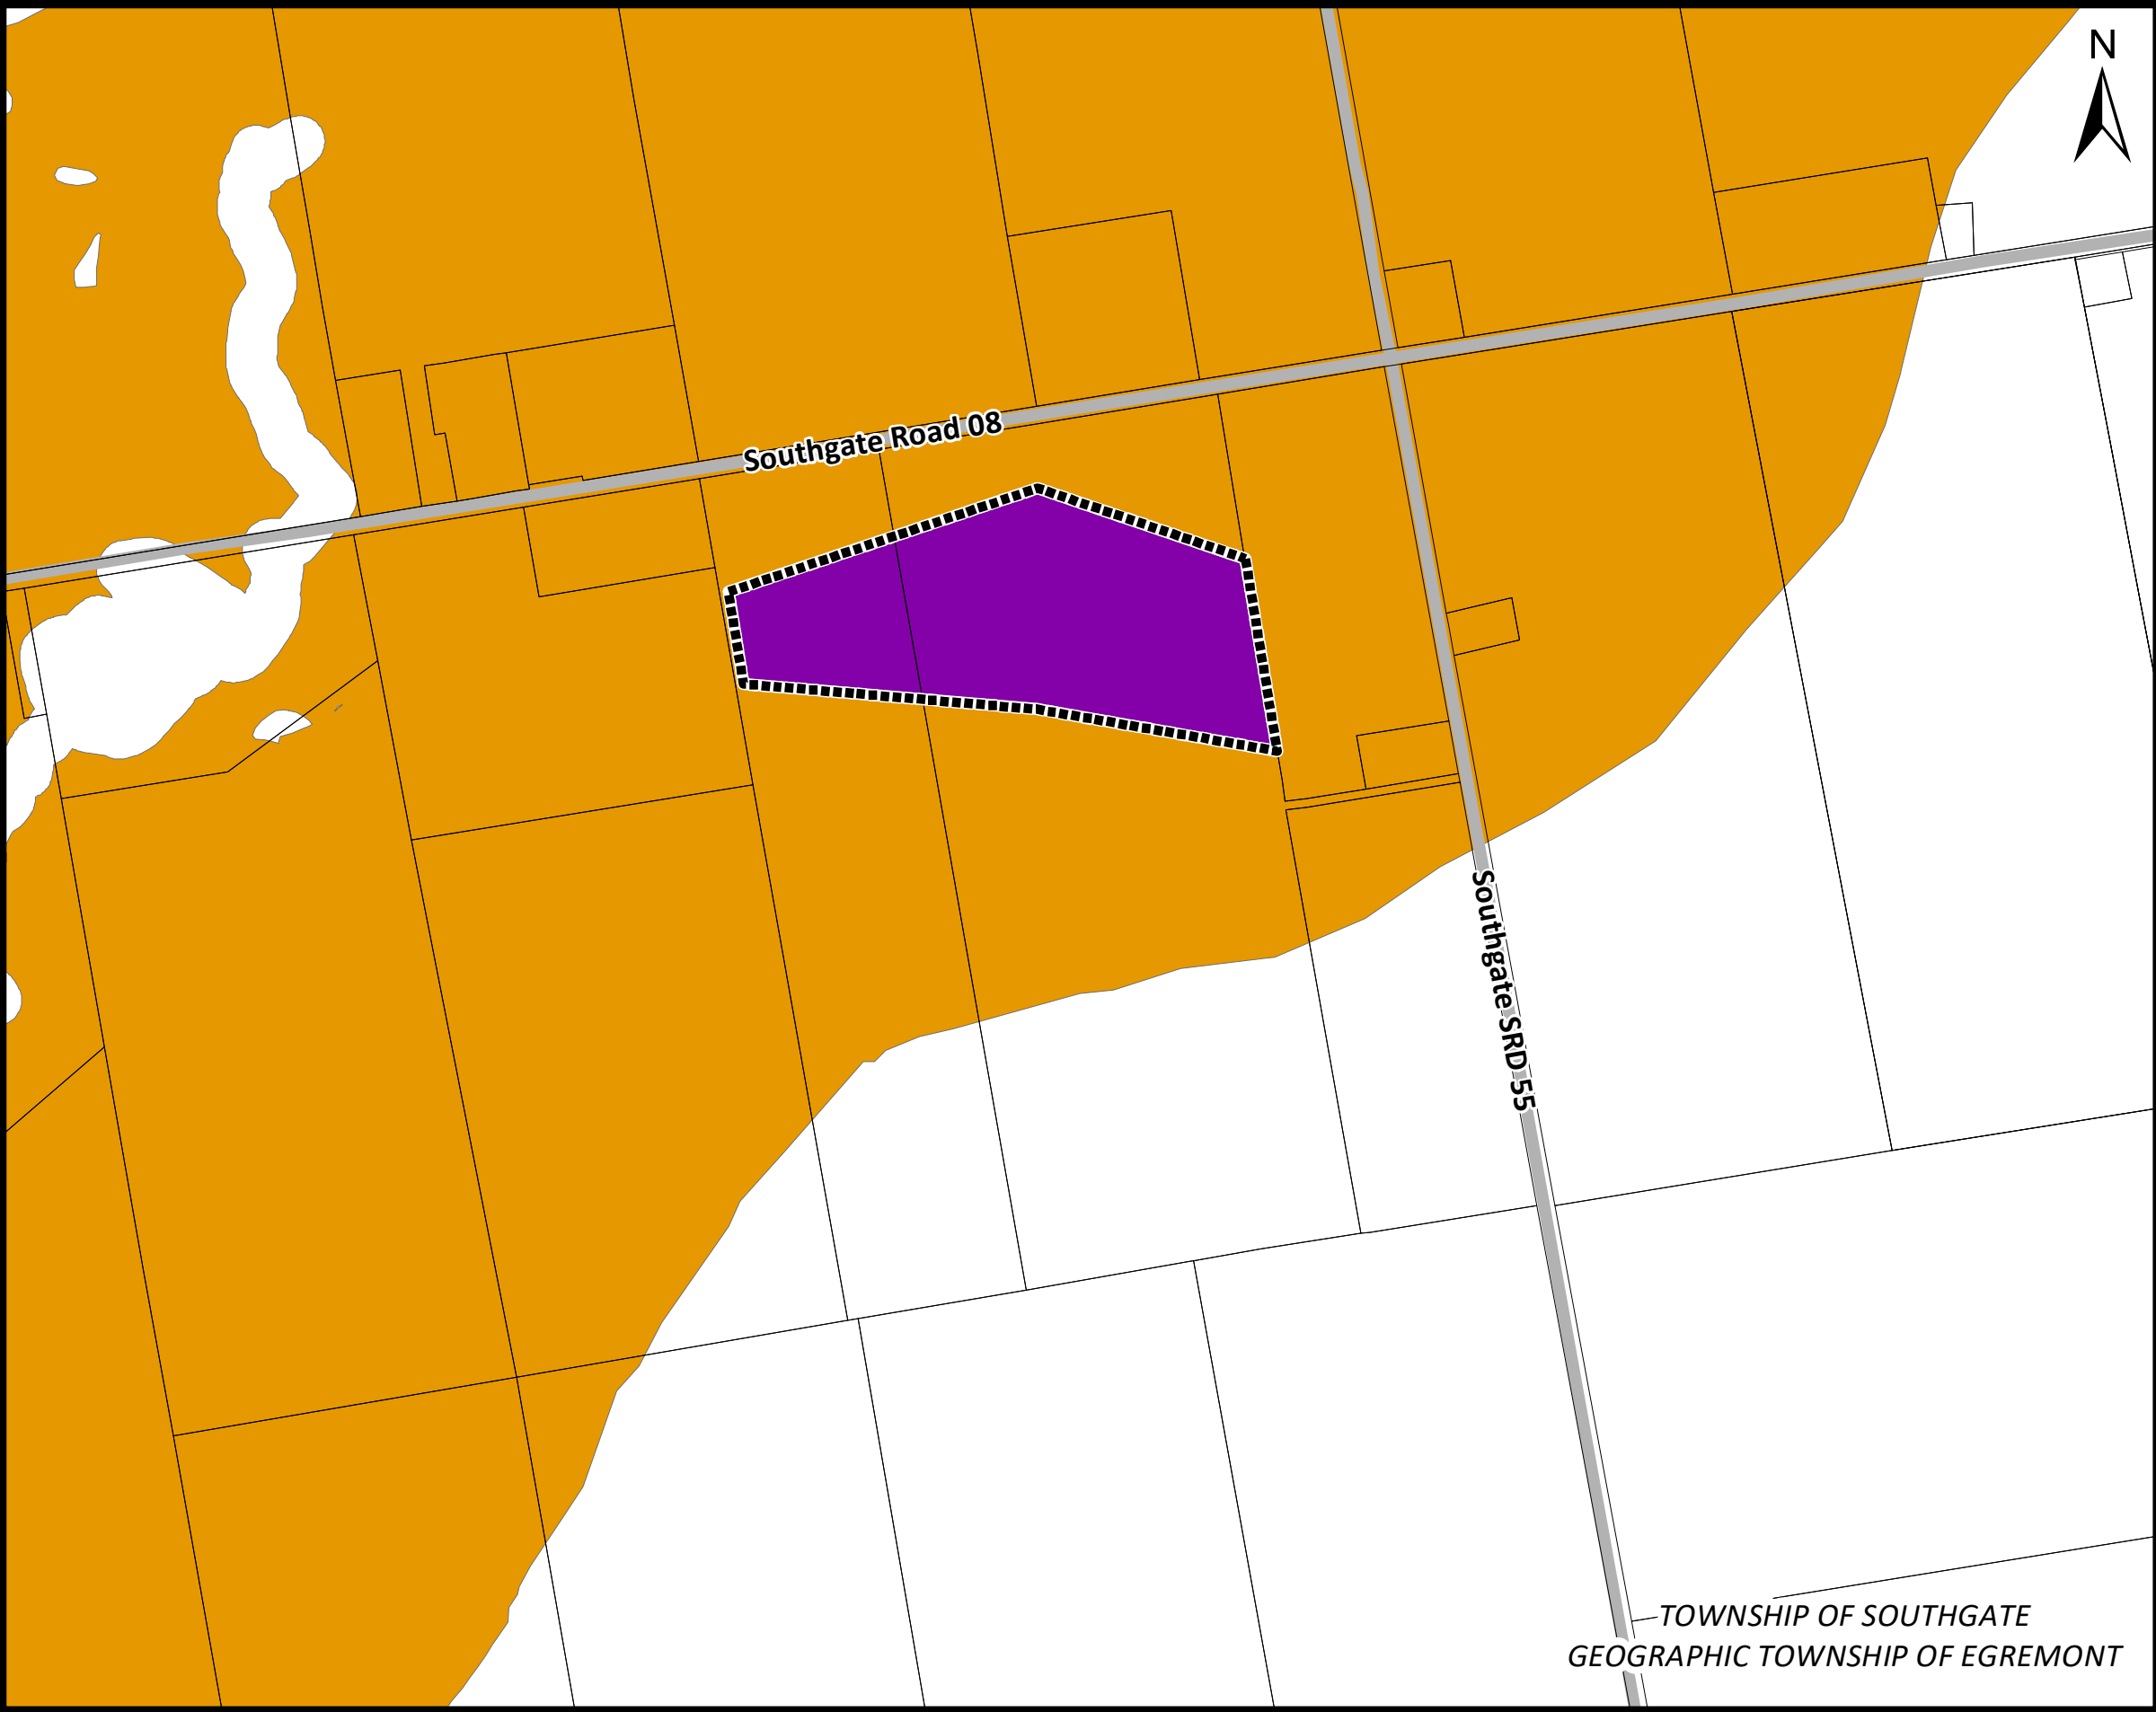 N
Southgate Road 08
Southgate SRD 55
TOWNSHIP OF SOUTHGATE
GEOGRAPHIC TOWNSHIP OF EGREMONT